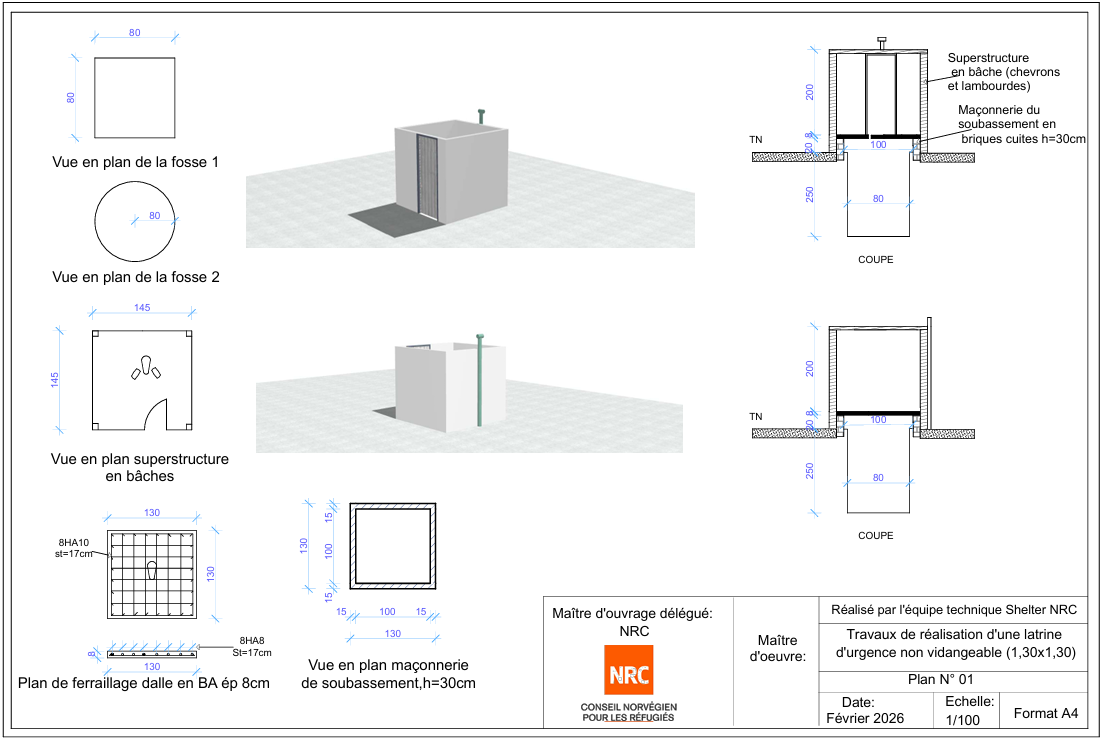 80
80
Vue en plan de la fosse 1
80
Vue en plan de la fosse 2
145
145
Vue en plan superstructure
en bâches
130
8HA10
st=17cm
130
8
8HA8
St=17cm
130
Plan de ferraillage dalle en BA ép 8cm
130
15
100
15
15
100
15
130
Vue en plan maçonnerie
de soubassement,h=30cm
Superstructure
en bâche (chevrons
et lambourdes)
Maçonnerie du
soubassement en
briques cuites h=30cm
TN
200
8
20
100
250
80
COUPE
TN
200
8
20
100
250
80
COUPE
Maître d'ouvrage délégué:
NRC
NRC
CONSEIL NORVÉGIEN
POUR LES RÉFUGIÉS
Maître
d'oeuvre:
Réalisé par l'équipe technique Shelter NRC
Travaux de réalisation d'une latrine
d'urgence non vidangeable (1,30x1,30)
Plan N° 01
Date:
Février 2026
Echelle:
1/100
Format A4